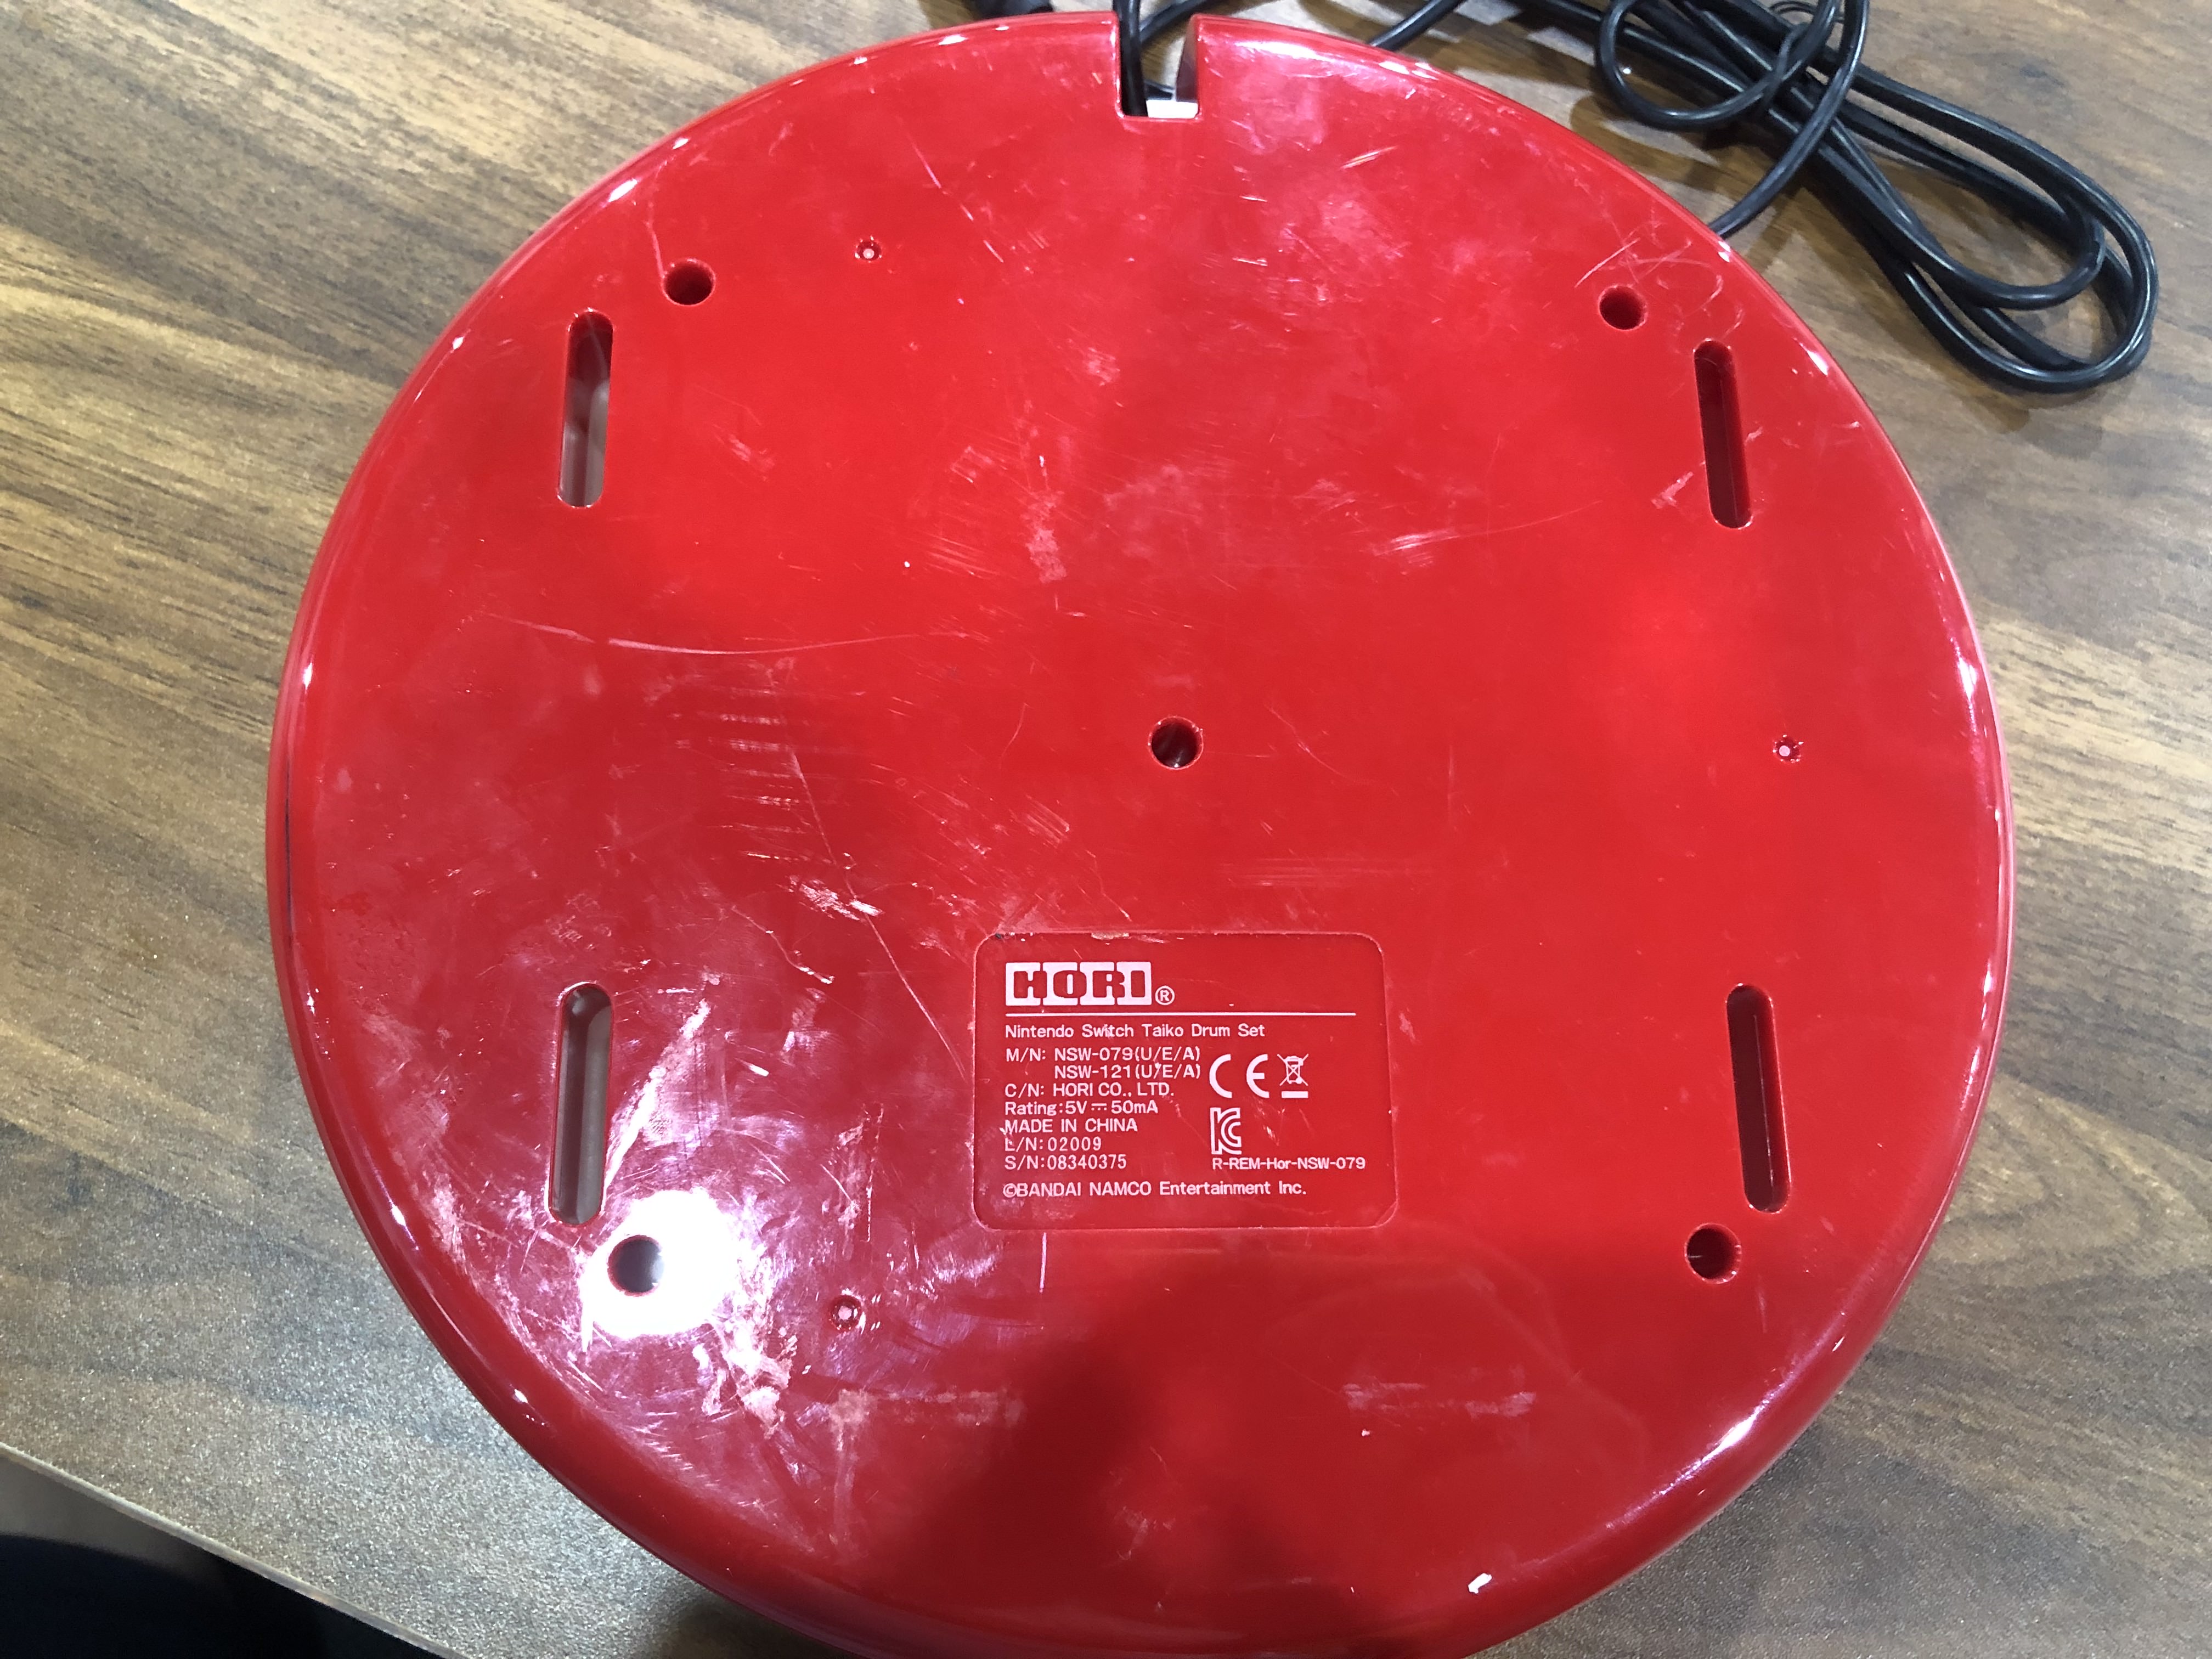 HORI®
Nintendo Switch Taiko Drum Set
M/N: NSW-079(U/E/A)
NSW-121(U/E/A)
C/N: HORI CO., LTD.
Rating:5V⎓50mA
MADE IN CHINA
L/N:02009
S/N:08340375
CE
R-REM-Hor-NSW-079
©BANDAI NAMCO Entertainment Inc.